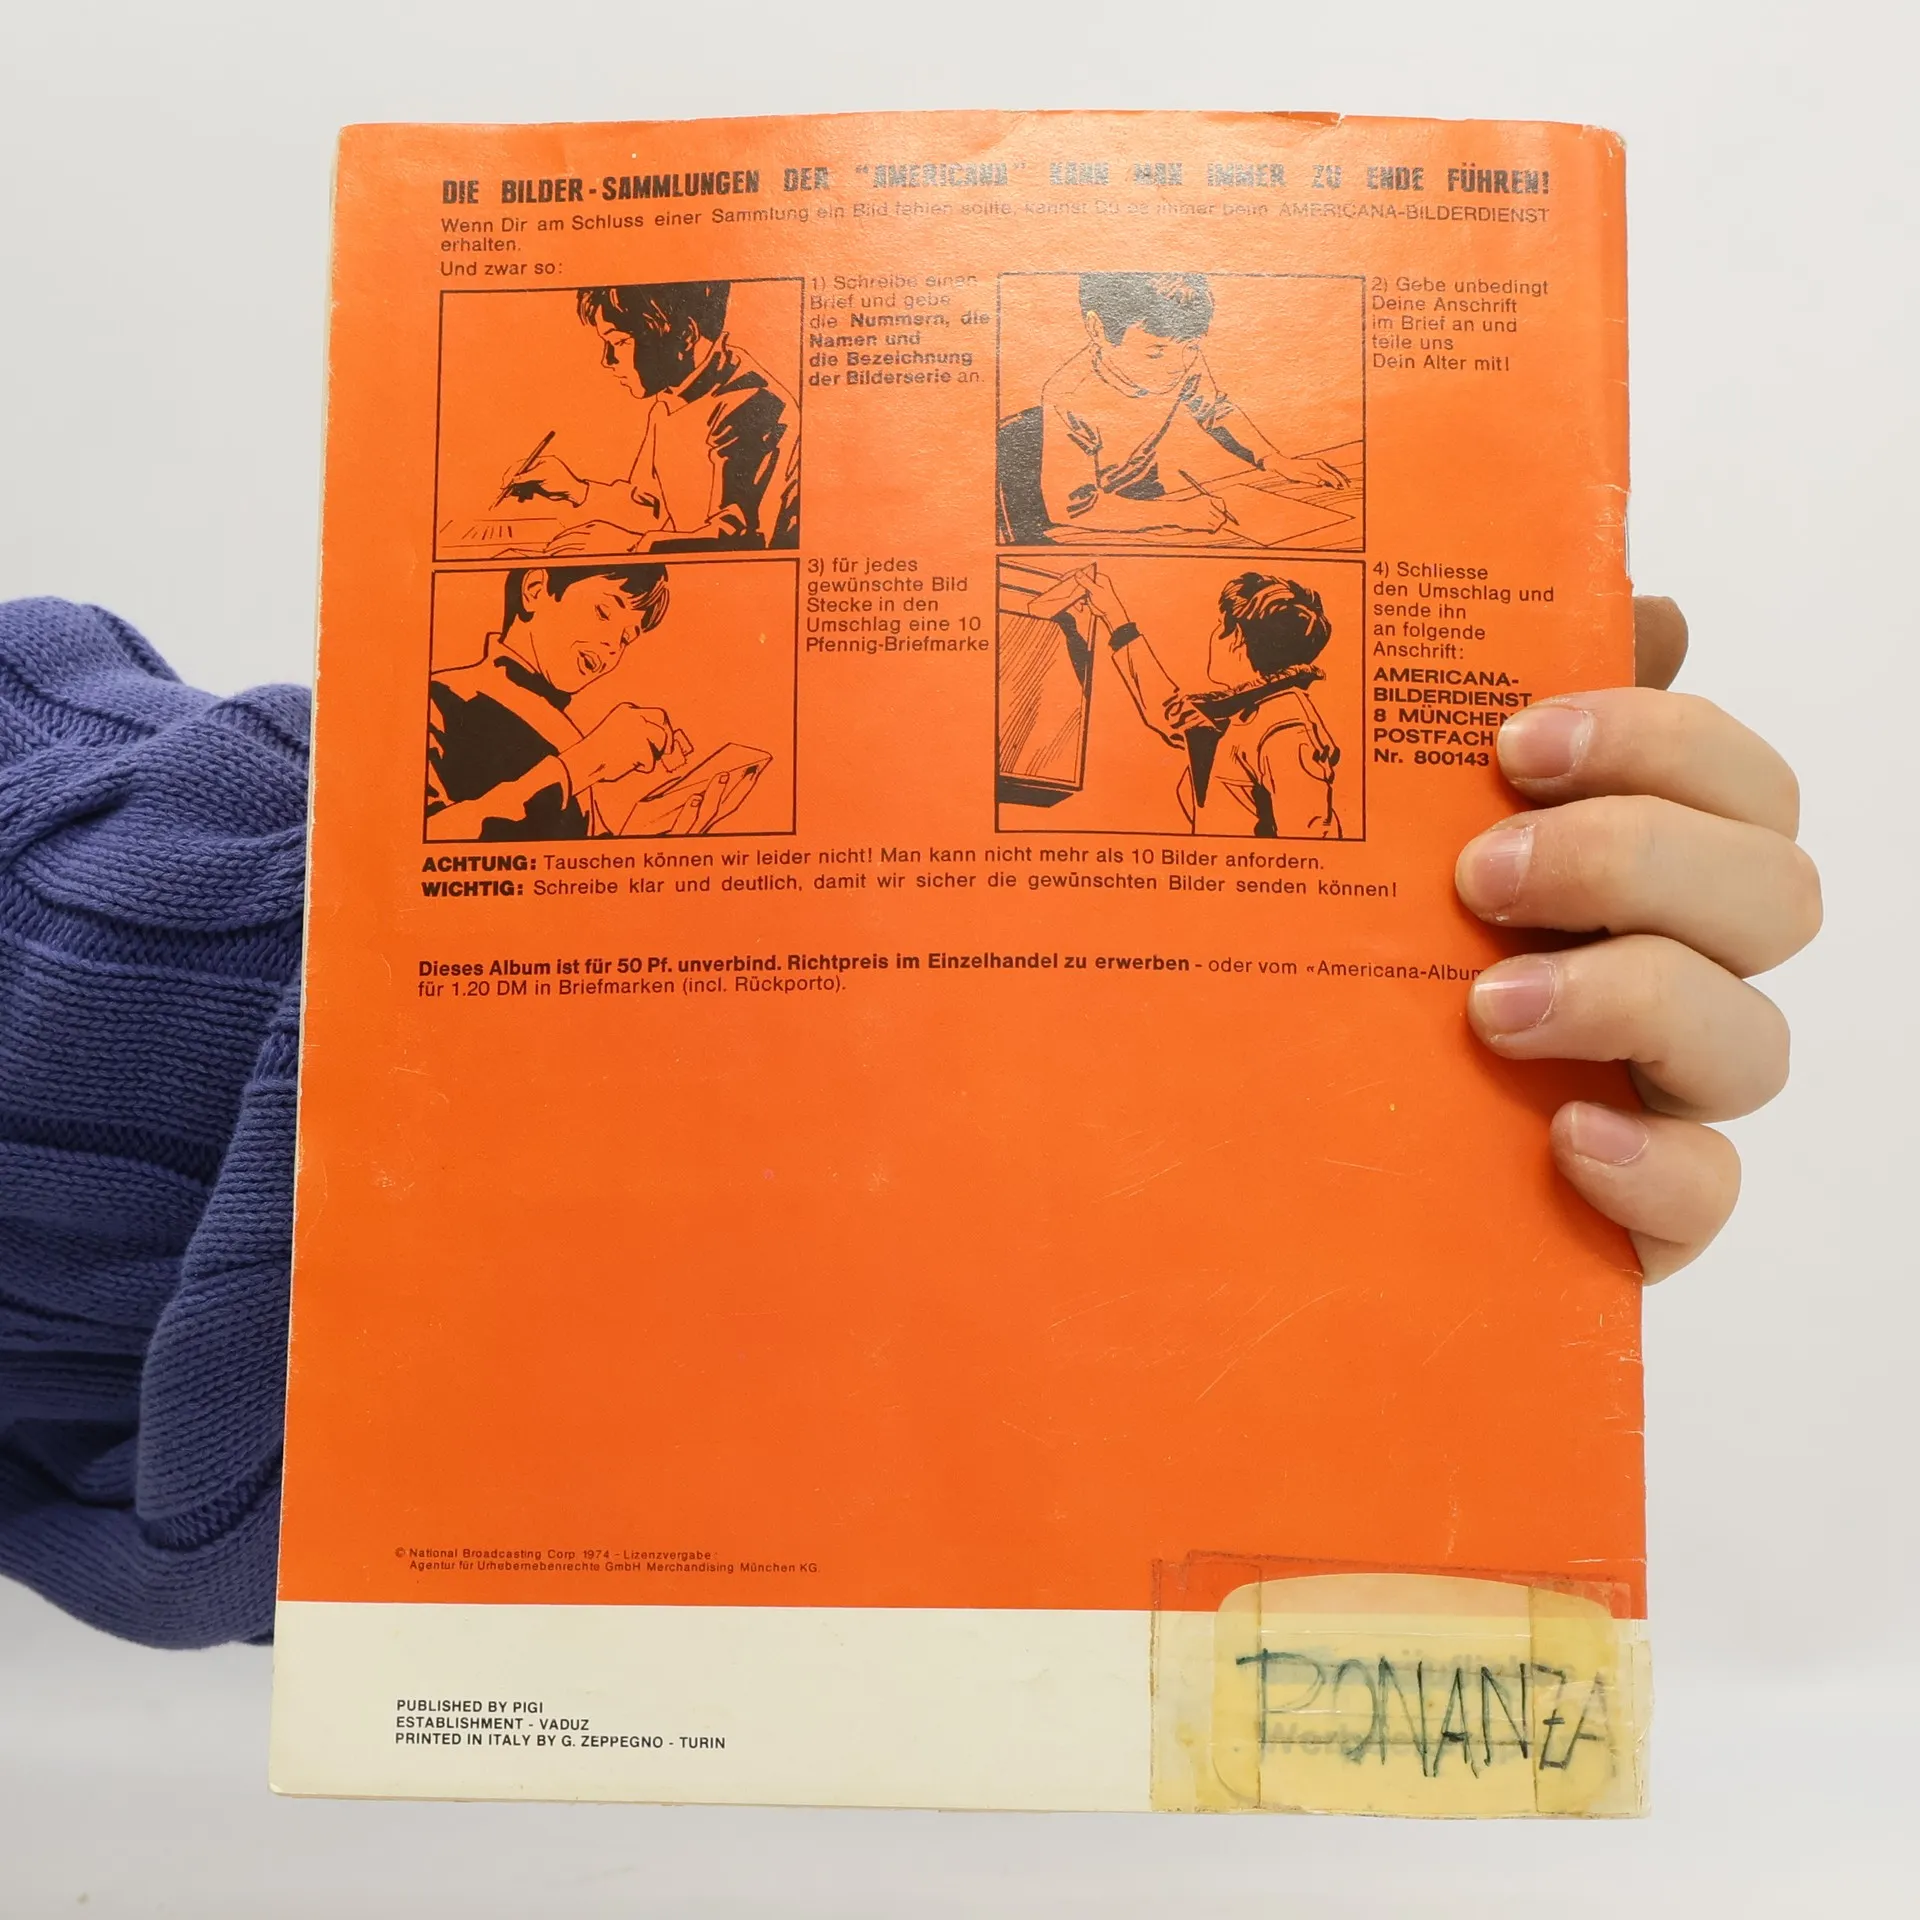 DIE BILDER-SAMMLUNGEN DER "AMERICANA" KANN MAN IMMER ZU ENDE FÜHREN!
Wenn Dir am Schluss einer Sammlung ein Bild fehlen sollte, kannst Du es immer beim AMERICANA-BILDERDIENST
erhalten.
Und zwar so:
1) Schreibe einen
Brief und gebe
die Nummern, die
Namen und
die Bezeichnung
der Bilderserie an.
2) Gebe unbedingt
Deine Anschrift
im Brief an und
teile uns
Dein Alter mit!
3) für jedes
gewünschte Bild
Stecke in den
Umschlag eine 10
Pfennig-Briefmarke
4) Schliesse
den Umschlag und
sende ihn
an folgende
Anschrift:
AMERICANA-
BILDERDIENST
8 MÜNCHEN
POSTFACH
Nr. 800143
ACHTUNG: Tauschen können wir leider nicht! Man kann nicht mehr als 10 Bilder anfordern.
WICHTIG: Schreibe klar und deutlich, damit wir sicher die gewünschten Bilder senden können!
Dieses Album ist für 50 Pf. unverbind. Richtpreis im Einzelhandel zu erwerben - oder vom «Americana-Album
für 1.20 DM in Briefmarken (incl. Rückporto).
© National Broadcasting Corp. 1974 - Lizenzvergabe:
Agentur für Urhebernebenrechte GmbH Merchandising München KG.
PUBLISHED BY PIGI
ESTABLISHMENT - VADUZ
PRINTED IN ITALY BY G. ZEPPEGNO - TURIN
BONANZA